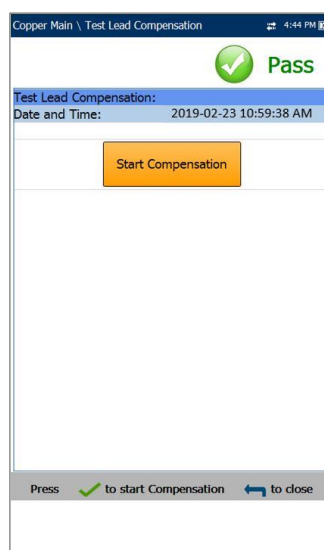 Copper Main \ Test Lead Compensation 4:44 PM
Pass
Test Lead Compensation:
Date and Time: 2019-02-23 10:59:38 AM
Start Compensation
Press to start Compensation to close